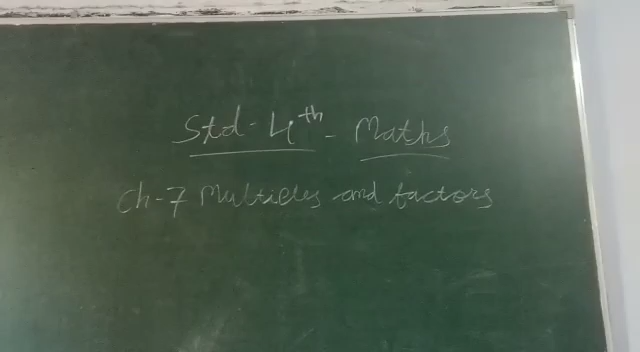 Std - 4th - Maths
Ch-7 Multiples and factors